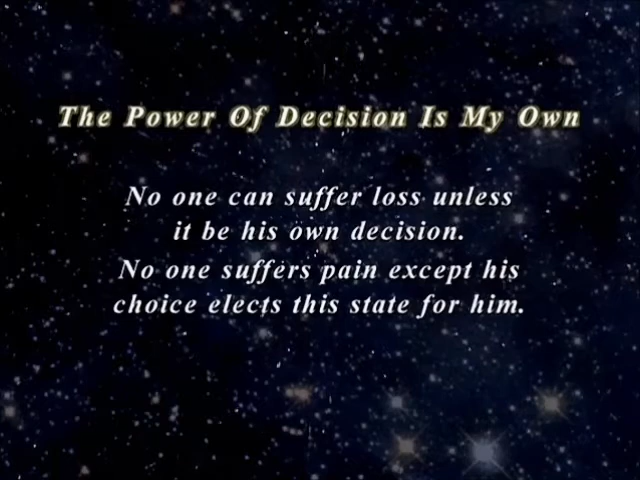 The Power Of Decision Is My Own
No one can suffer loss unless
it be his own decision.
No one suffers pain except his
choice elects this state for him.